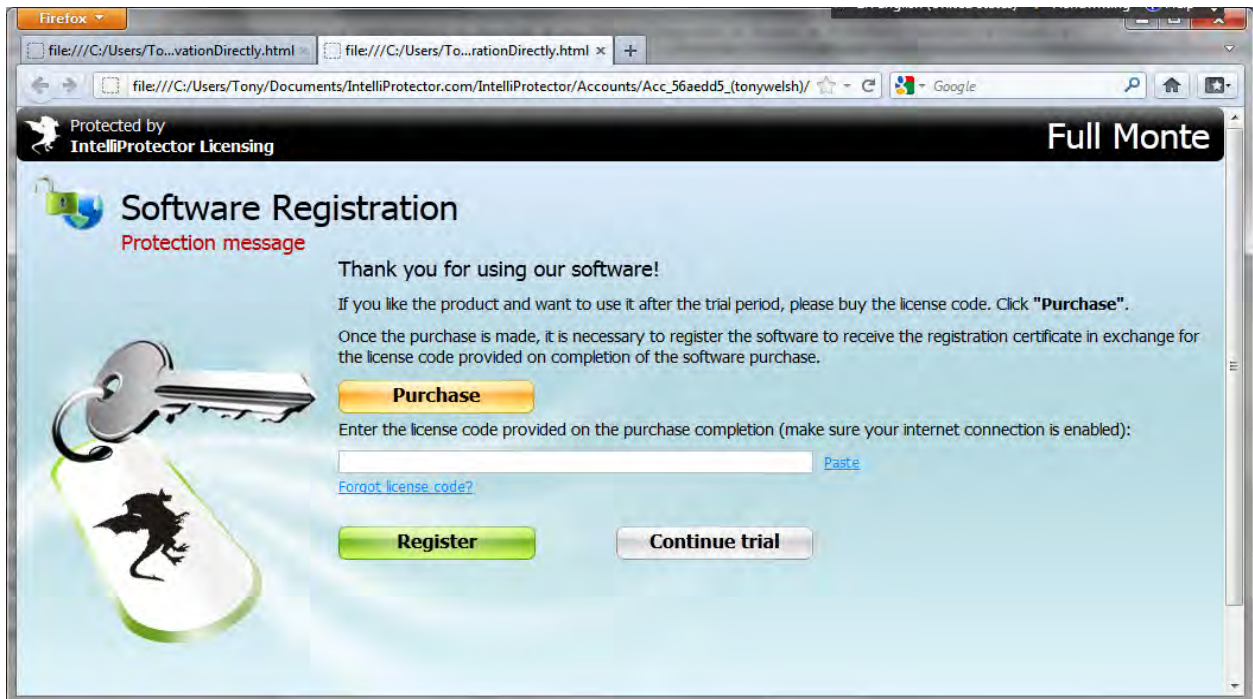 Firefox
file:///C:/Users/To...vationDirectly.html
file:///C:/Users/To...rationDirectly.html
file:///C:/Users/Tony/Documents/IntelliProtector.com/IntelliProtector/Accounts/Acc_56aedd5_(tonywelsh)/
Google
Protected by
IntelliProtector Licensing
Full Monte
Software Registration
Protection message
Thank you for using our software!
If you like the product and want to use it after the trial period, please buy the license code. Click "Purchase".
Once the purchase is made, it is necessary to register the software to receive the registration certificate in exchange for
the license code provided on completion of the software purchase.
Purchase
Enter the license code provided on the purchase completion (make sure your internet connection is enabled):
Paste
Forgot license code?
Register
Continue trial